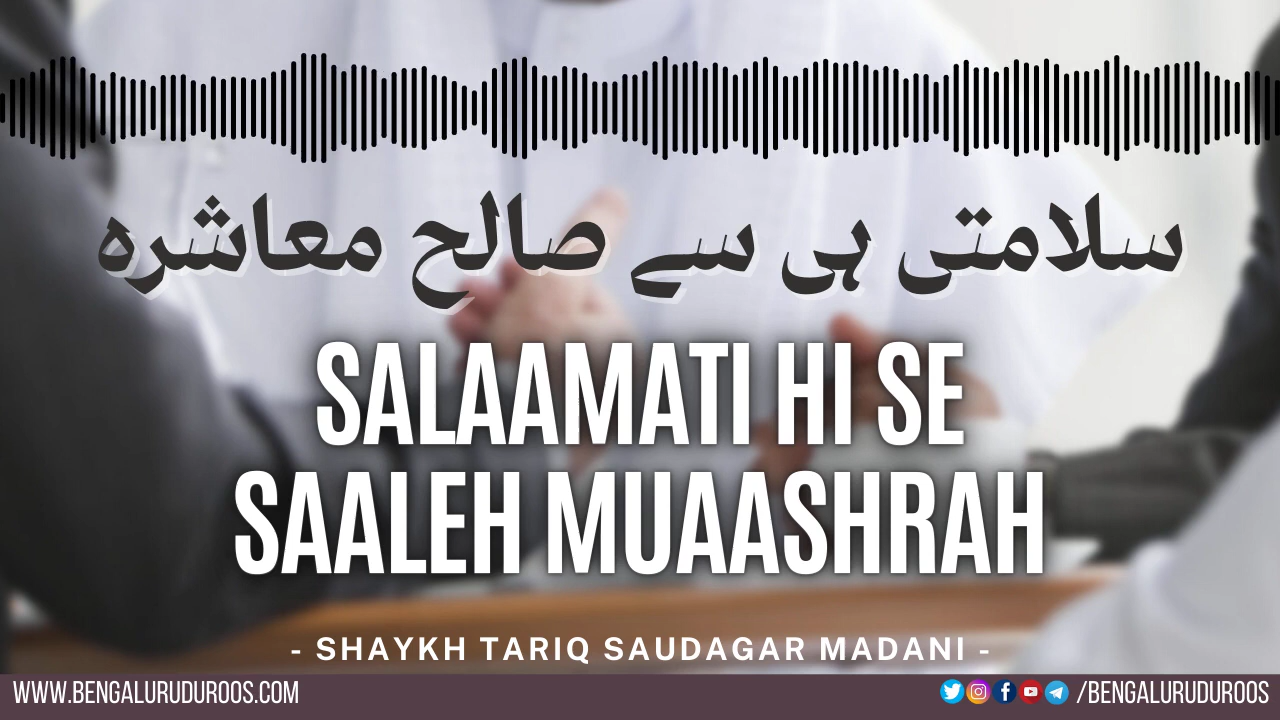 سلامتی ہی سے صالح معاشرہ
SALAAMATI HI SE
SAALEH MUAASHRAH
- SHAYKH TARIQ SAUDAGAR MADANI -
WWW.BENGALURUDUROOS.COM
/BENGALURUDUROOS